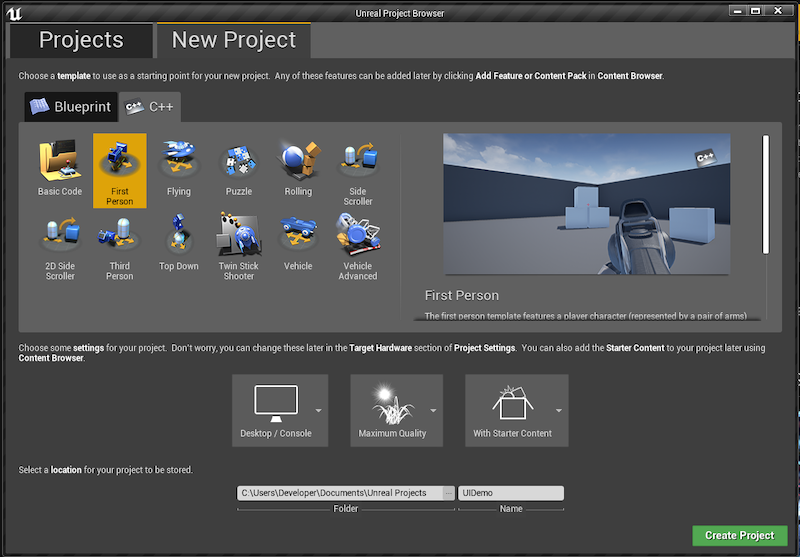 Unreal Project Browser
Projects
New Project
Choose a template to use as a starting point for your new project. Any of these features can be added later by clicking Add Feature or Content Pack in Content Browser.
Blueprint
C++
C++
Basic Code
First
Person
Flying
Puzzle
Rolling
Side
Scroller
2D Side
Scroller
Third
Person
Top Down
Twin Stick
Shooter
Vehicle
Vehicle
Advanced
C++
First Person
The first person template features a player character (represented by a pair of arms)
Choose some settings for your project. Don't worry, you can change these later in the Target Hardware section of Project Settings. You can also add the Starter Content to your project later using
Content Browser.
Desktop / Console
Maximum Quality
With Starter Content
Select a location for your project to be stored.
C:\Users\Developer\Documents\Unreal Projects
...
UIDemo
Folder
Name
Create Project